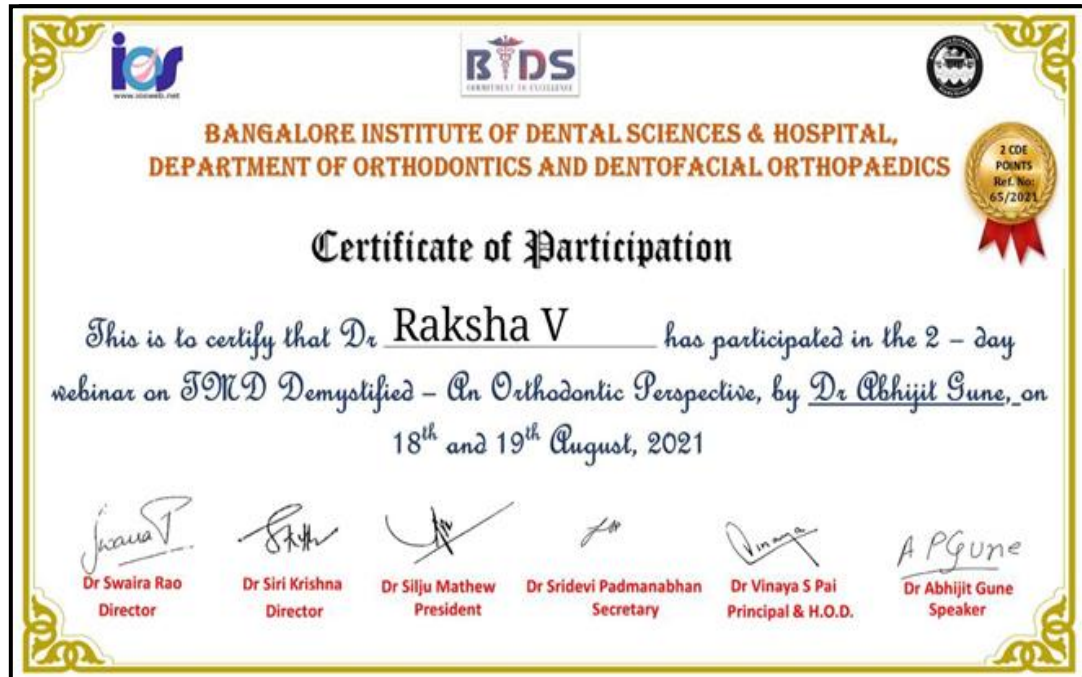 ios
www.iosweb.net
BIDS
COMMITMENT TO EXCELLENCE
BANGALORE INSTITUTE OF DENTAL SCIENCES & HOSPITAL,
DEPARTMENT OF ORTHODONTICS AND DENTOFACIAL ORTHOPAEDICS
2 CDE
POINTS
Ref. No:
65/2021
Certificate of Participation
This is to certify that Dr Raksha V has participated in the 2 – day
webinar on TMD Demystified – An Orthodontic Perspective, by Dr Abhijit Gune, on
18th and 19th August, 2021
A P Gune
Dr Swaira Rao
Director
Dr Siri Krishna
Director
Dr Silju Mathew
President
Dr Sridevi Padmanabhan
Secretary
Vinaya
Dr Vinaya S Pai
Principal & H.O.D.
Dr Abhijit Gune
Speaker